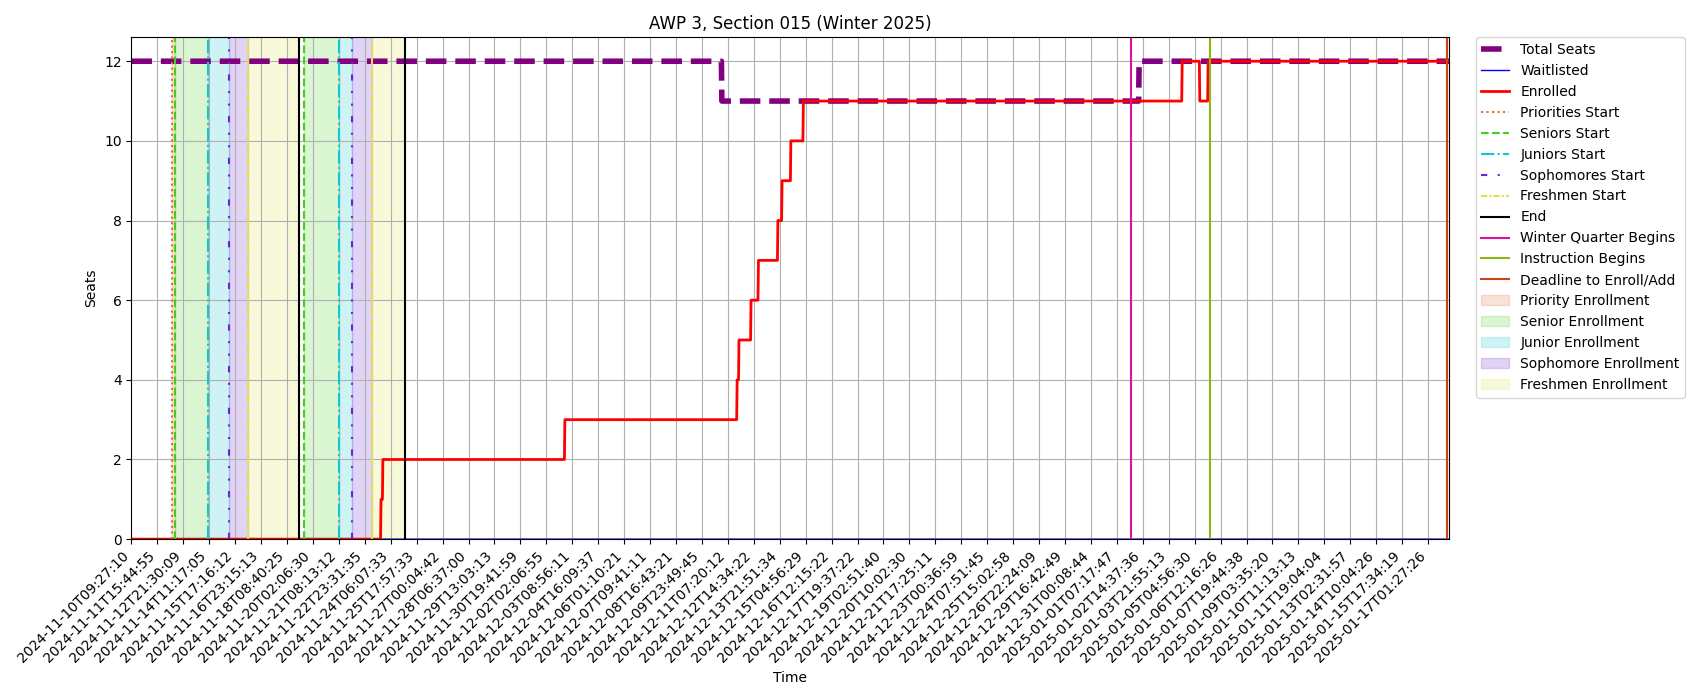 AWP 3, Section 015 (Winter 2025)
Seats
12
10
8
6
4
2
0
2024-11-10T09:27:10
2024-11-11T15:44:55
2024-11-12T21:30:09
2024-11-14T11:17:05
2024-11-15T17:16:12
2024-11-16T23:15:13
2024-11-18T08:40:25
2024-11-20T02:06:30
2024-11-21T08:13:12
2024-11-22T23:31:35
2024-11-24T06:07:33
2024-11-25T17:57:33
2024-11-27T00:04:42
2024-11-28T06:37:00
2024-11-29T13:03:13
2024-11-30T19:41:59
2024-12-02T02:06:55
2024-12-03T08:56:11
2024-12-04T16:09:37
2024-12-06T01:10:21
2024-12-07T09:41:11
2024-12-08T16:43:21
2024-12-09T23:49:45
2024-12-11T07:20:12
2024-12-12T14:34:22
2024-12-13T21:51:34
2024-12-15T04:56:29
2024-12-16T12:15:22
2024-12-17T19:37:22
2024-12-19T02:51:40
2024-12-20T10:02:30
2024-12-21T17:25:11
2024-12-23T00:36:59
2024-12-24T07:51:45
2024-12-25T15:02:58
2024-12-26T22:24:09
2024-12-29T16:42:49
2024-12-31T00:08:44
2025-01-01T07:17:47
2025-01-02T14:37:36
2025-01-03T21:55:13
2025-01-05T04:56:30
2025-01-06T12:16:26
2025-01-07T19:44:38
2025-01-09T03:35:20
2025-01-10T11:13:13
2025-01-11T19:04:04
2025-01-13T02:31:57
2025-01-14T10:04:26
2025-01-15T17:34:19
2025-01-17T01:27:26
Time
Total Seats
Waitlisted
Enrolled
Priorities Start
Seniors Start
Juniors Start
Sophomores Start
Freshmen Start
End
Winter Quarter Begins
Instruction Begins
Deadline to Enroll/Add
Priority Enrollment
Senior Enrollment
Junior Enrollment
Sophomore Enrollment
Freshmen Enrollment